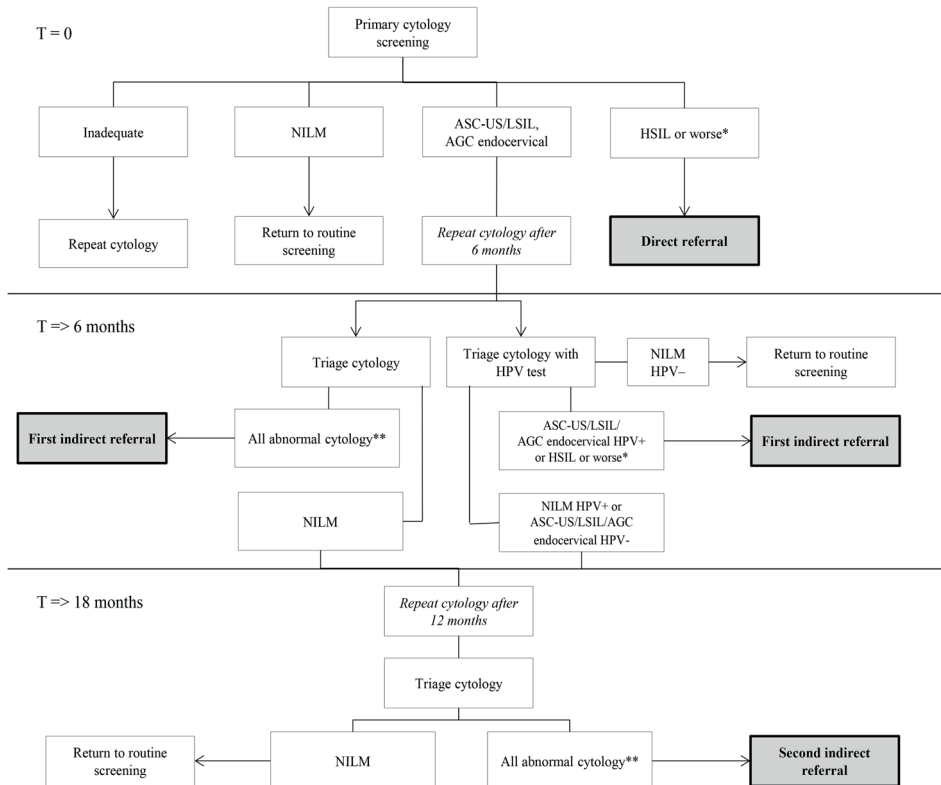 T = 0
Primary cytology
screening
Inadequate
NILM
ASC-US/LSIL,
AGC endocervical
HSIL or worse*
Repeat cytology
Return to routine
screening
Repeat cytology after
6 months
Direct referral
T => 6 months
Triage cytology
Triage cytology with
HPV test
NILM
HPV–
Return to routine
screening
First indirect referral
All abnormal cytology**
ASC-US/LSIL/
AGC endocervical HPV+
or HSIL or worse*
First indirect referral
NILM
NILM HPV+ or
ASC-US/LSIL/AGC
endocervical HPV-
T => 18 months
Repeat cytology after
12 months
Triage cytology
Return to routine
screening
NILM
All abnormal cytology**
Second indirect
referral